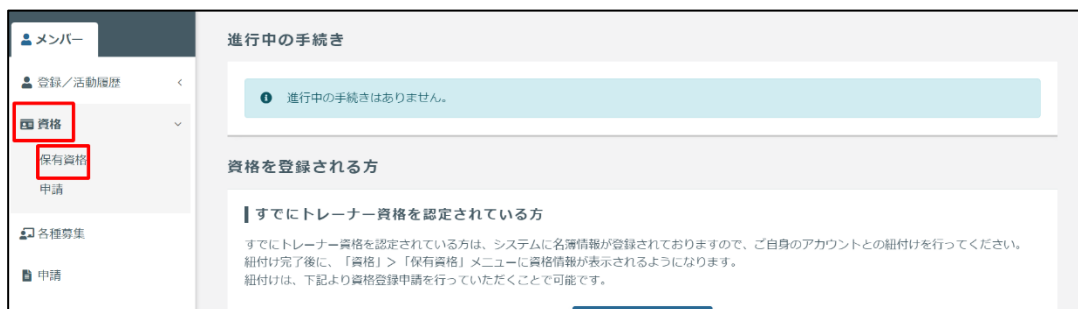 メンバー
登録／活動履歴
資格
保有資格
申請
各種募集
申請
進行中の手続き
進行中の手続きはありません。
資格を登録される方
すでにトレーナー資格を認定されている方
すでにトレーナー資格を認定されている方は、システムに名簿情報が登録されておりますので、ご自身のアカウントとの紐付けを行ってください。
紐付け完了後に、「資格」＞「保有資格」メニューに資格情報が表示されるようになります。
紐付けは、下記より資格登録申請を行っていただくことで可能です。